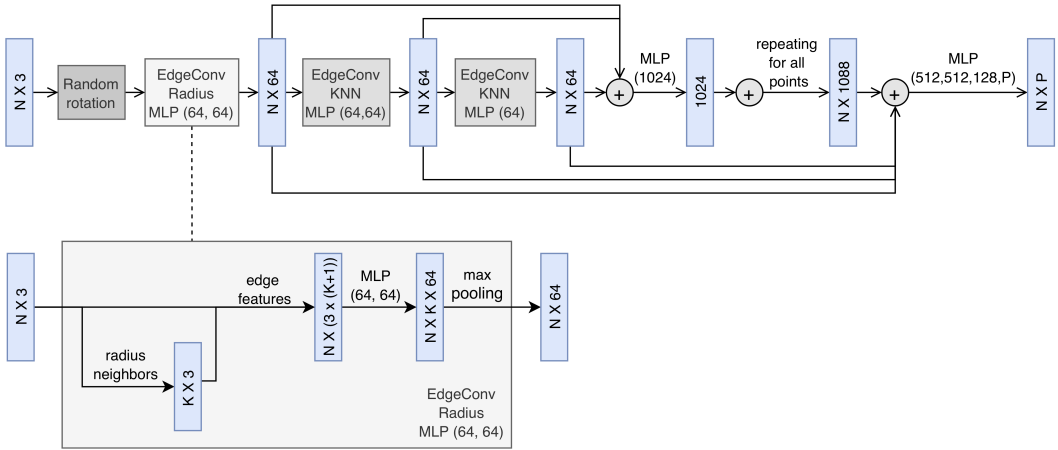 N X 3
Random
rotation
EdgeConv
Radius
MLP (64, 64)
N X 64
EdgeConv
KNN
MLP (64,64)
N X 64
EdgeConv
KNN
MLP (64)
N X 64
+
MLP
(1024)
1024
+
repeating
for all
points
N X 1088
+
MLP
(512,512,128,P)
N X P
N X 3
radius
neighbors
K X 3
edge
features
N X (3 x (K+1))
MLP
(64, 64)
N X K X 64
max
pooling
N X 64
EdgeConv
Radius
MLP (64, 64)